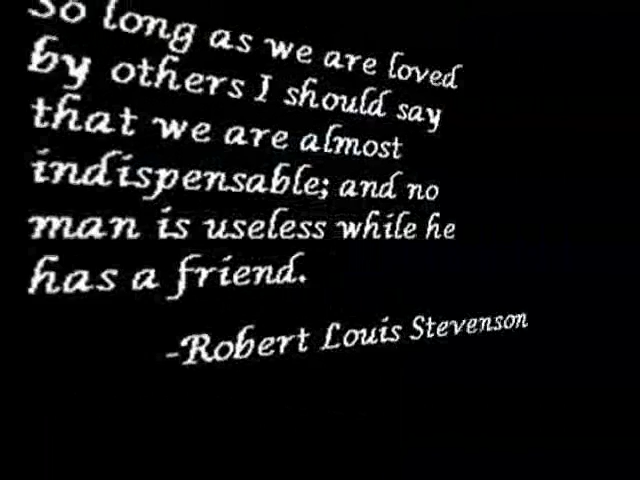 So long as we are loved
by others I should say
that we are almost
indispensable; and no
man is useless while he
has a friend.
-Robert Louis Stevenson